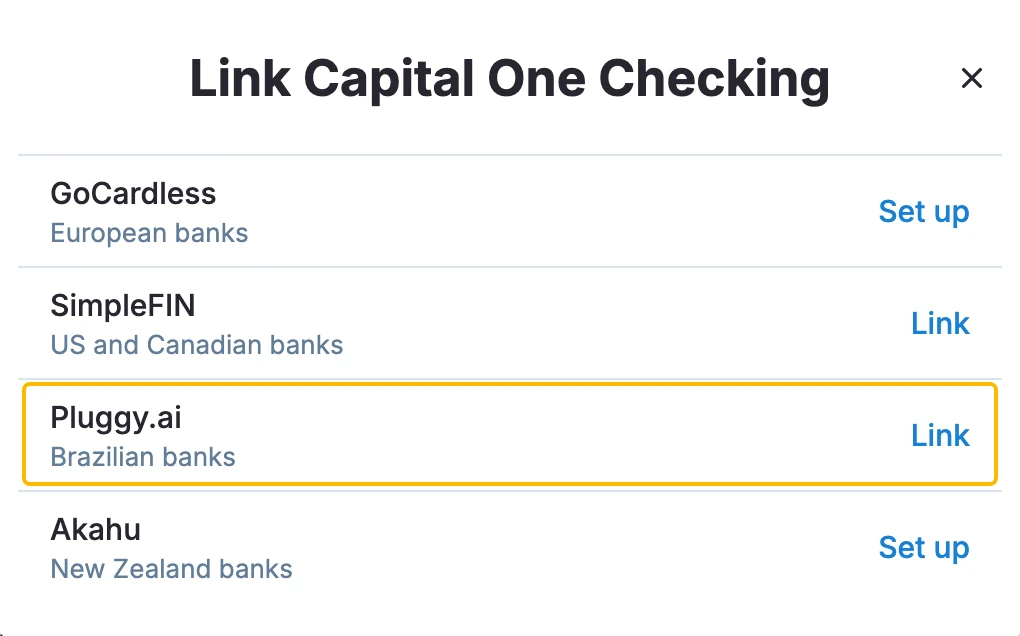 Link Capital One Checking
GoCardless
European banks
Set up
SimpleFIN
US and Canadian banks
Link
Pluggy.ai
Brazilian banks
Link
Akahu
New Zealand banks
Set up